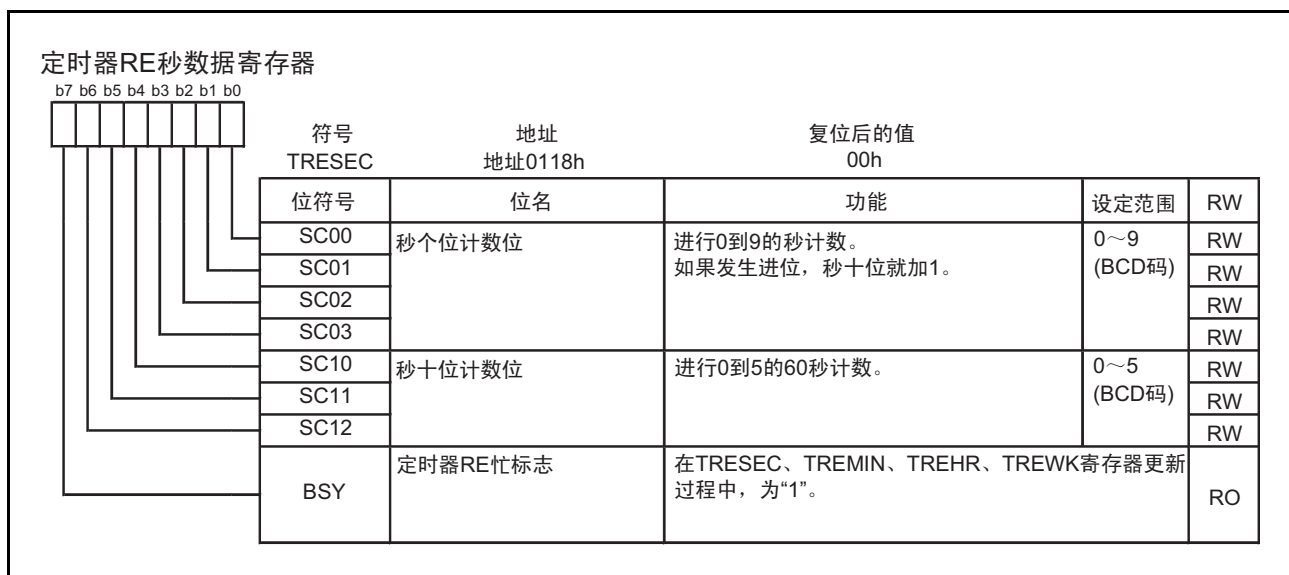 定时器RE秒数据寄存器
b7 b6 b5 b4 b3 b2 b1 b0
符号 地址 复位后的值
TRESEC 地址0118h 00h
位符号 位名 功能 设定范围 RW
SC00 秒个位计数位 进行0到9的秒计数。 0～9 RW
SC01 如果发生进位，秒十位就加1。 (BCD码) RW
SC02 RW
SC03 RW
SC10 秒十位计数位 进行0到5的60秒计数。 0～5 RW
SC11 (BCD码) RW
SC12 RW
定时器RE忙标志 在TRESEC、TREMIN、TREHR、TREWK寄存器更新
BSY 过程中，为“1”。 RO